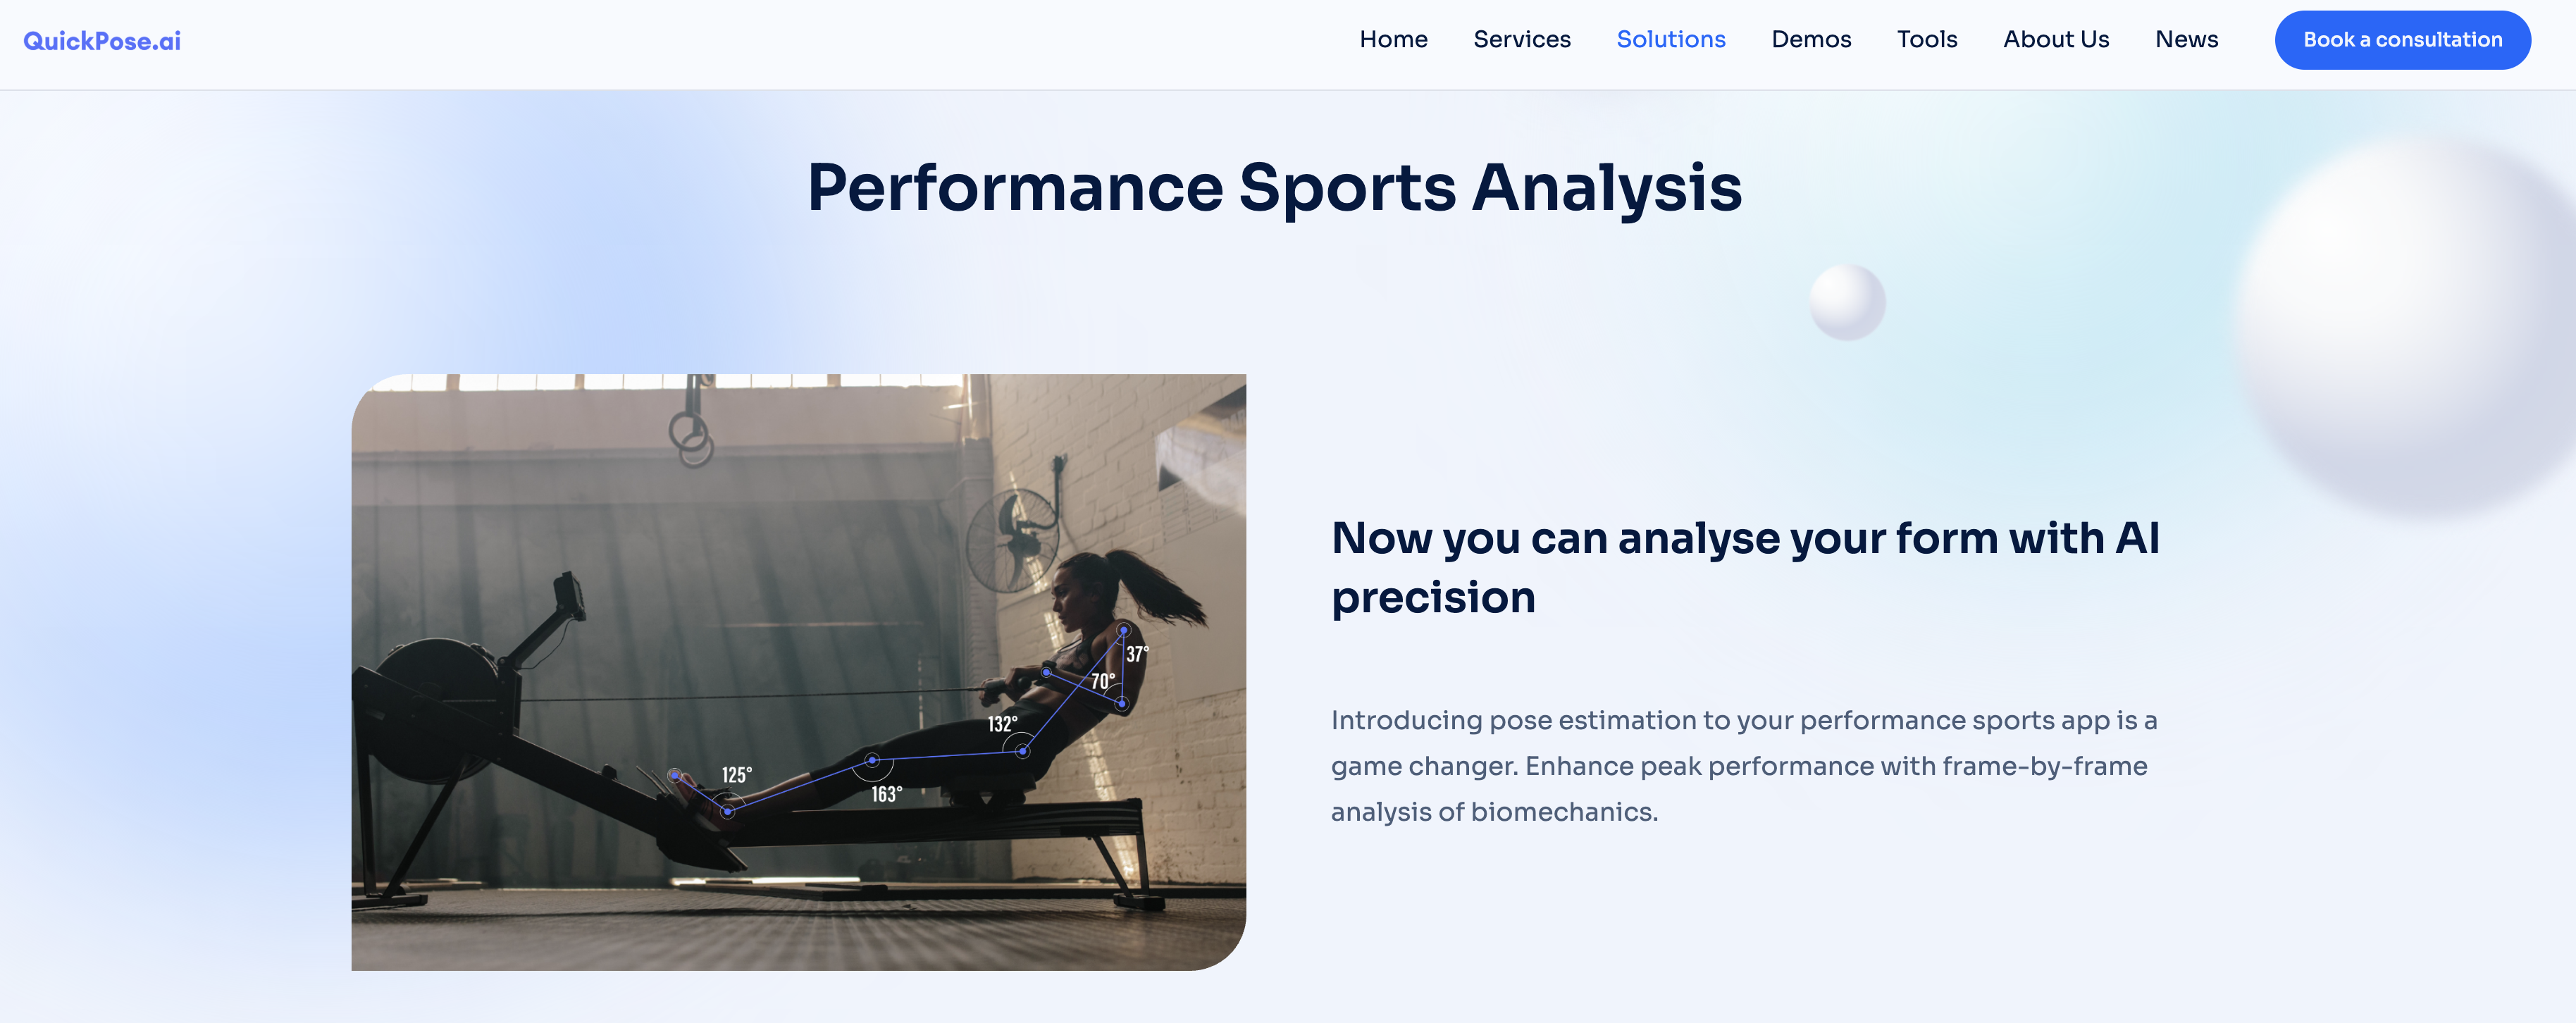 QuickPose.ai
Home Services Solutions Demos Tools About Us News Book a consultation
Performance Sports Analysis
37°
70°
132°
125°
163°
Now you can analyse your form with AI
precision
Introducing pose estimation to your performance sports app is a
game changer. Enhance peak performance with frame-by-frame
analysis of biomechanics.